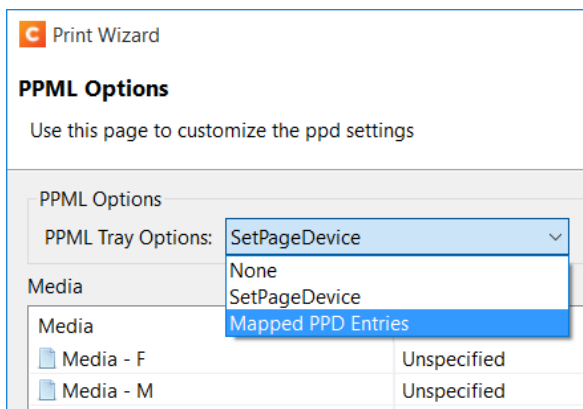 C Print Wizard
PPML Options
Use this page to customize the ppd settings
PPML Options
PPML Tray Options: SetPageDevice
None
SetPageDevice
Mapped PPD Entries
Media
Media
Media - F Unspecified
Media - M Unspecified